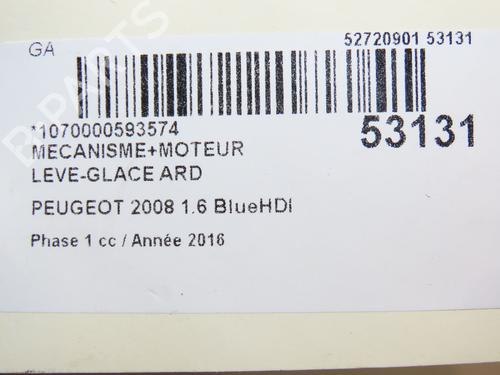 GA
52720901 53131
*1070000593574
53131
MECANISME+MOTEUR
LEVE-GLACE ARD
PEUGEOT 2008 1.6 BlueHDI
Phase 1 cc / Année 2016
B-PARTS